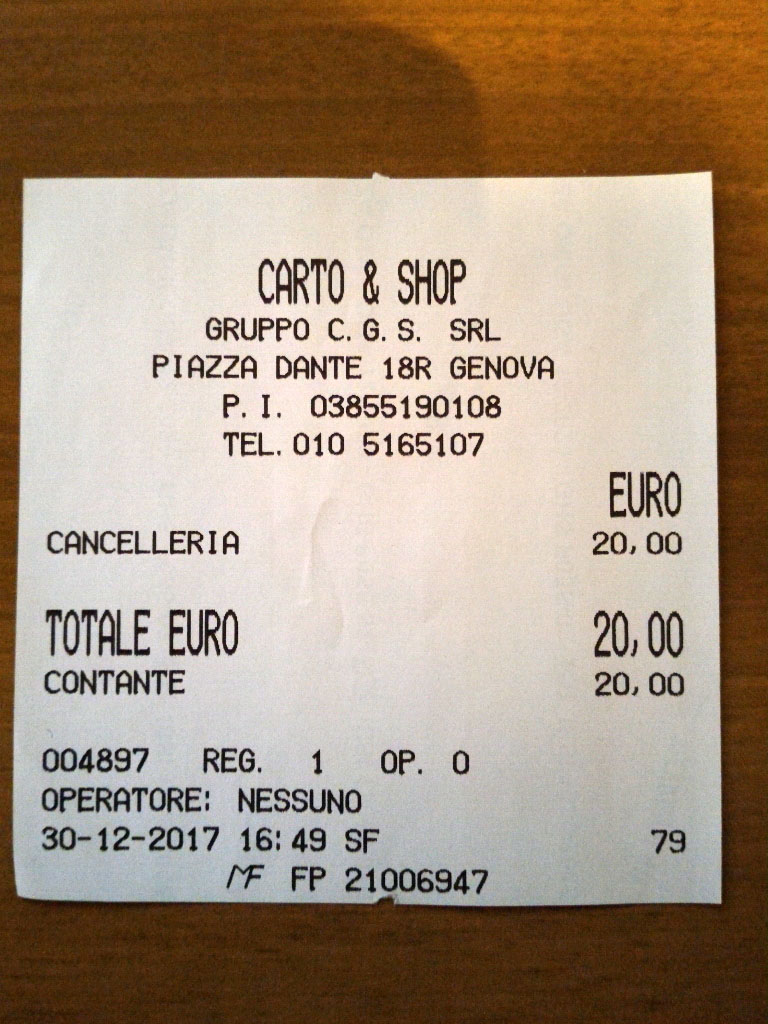 CARTO & SHOP
GRUPPO C.G.S. SRL
PIAZZA DANTE 18R GENOVA
P.I. 03855190108
TEL.010 5165107
EURO
CANCELLERIA 20,00
TOTALE EURO 20,00
CONTANTE 20,00
004897 REG. 1 OP. 0
OPERATORE: NESSUNO
30-12-2017 16:49 SF 79
MF FP 21006947